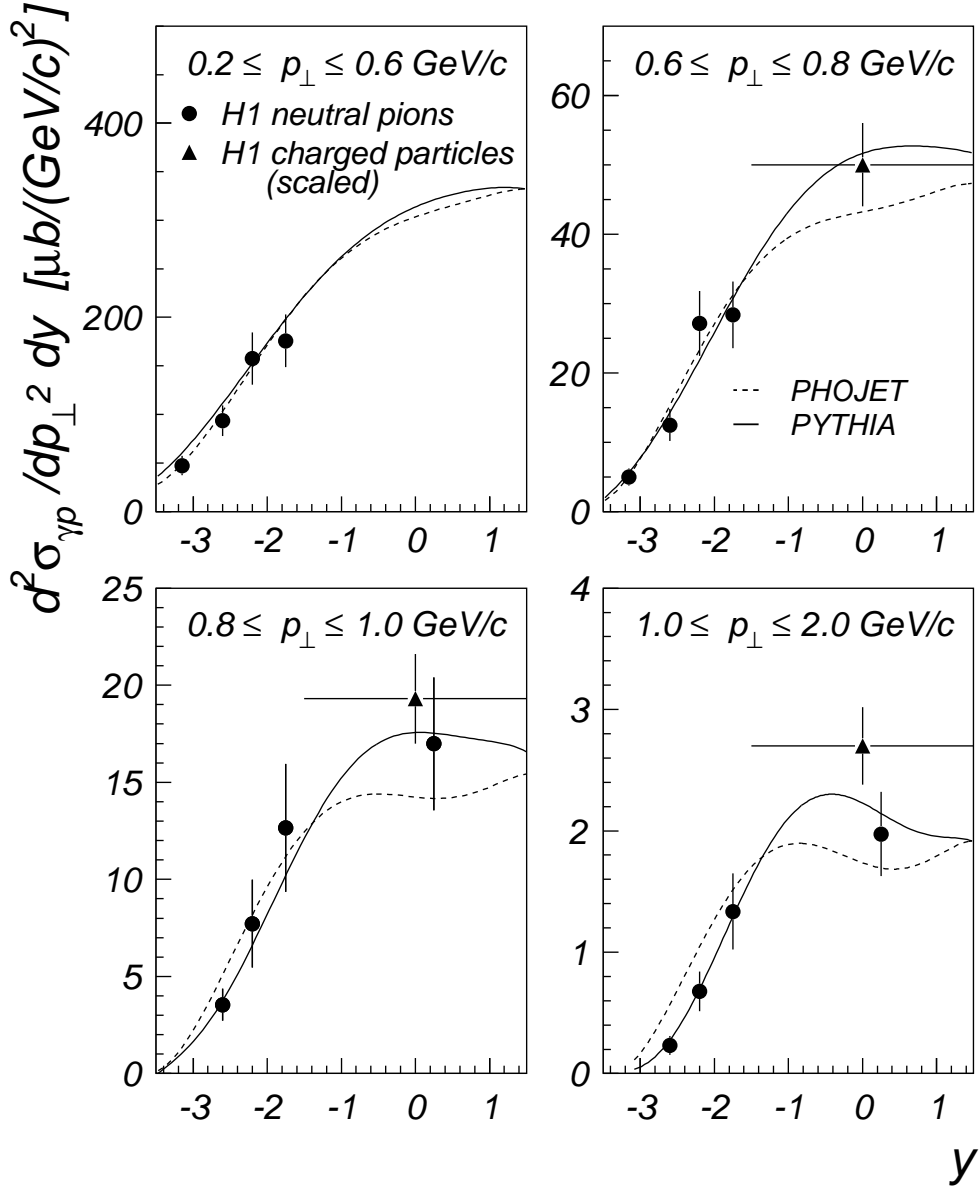 d²σγp/dp⊥² dy [μb/(GeV/c)²]
0.2 ≤ p⊥ ≤ 0.6 GeV/c
H1 neutral pions
H1 charged particles
(scaled)
400
200
0
-3 -2 -1 0 1
0.6 ≤ p⊥ ≤ 0.8 GeV/c
60
40
20
0
PHOJET
PYTHIA
-3 -2 -1 0 1
0.8 ≤ p⊥ ≤ 1.0 GeV/c
25
20
15
10
5
0
-3 -2 -1 0 1
1.0 ≤ p⊥ ≤ 2.0 GeV/c
4
3
2
1
0
-3 -2 -1 0 1
y